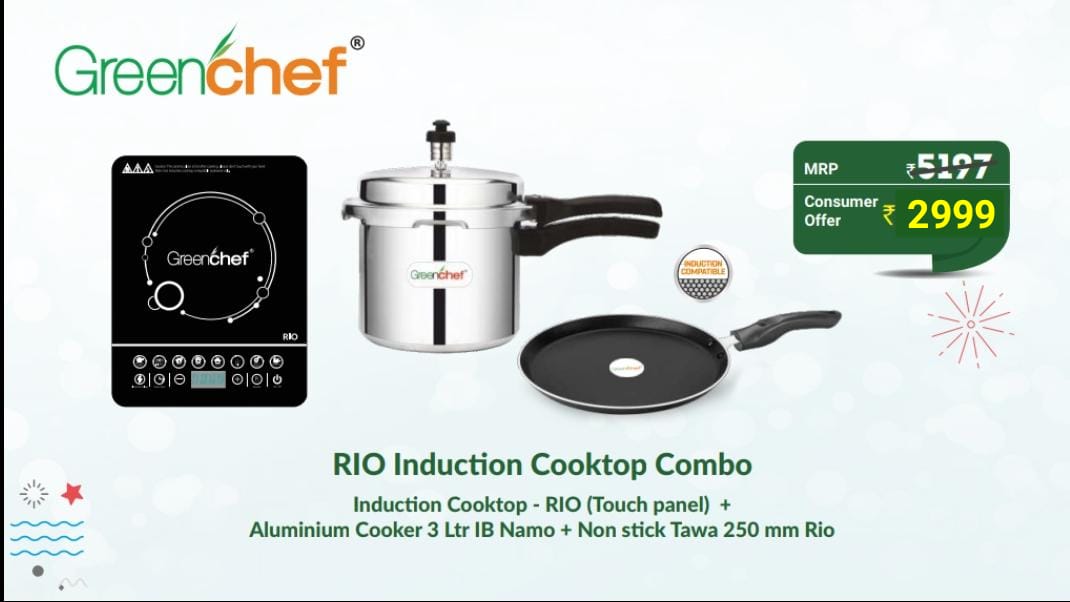 Greenchef®
MRP ₹5197
Consumer Offer ₹ 2999
Greenchef®
RIO
Greenchef
INDUCTION
COMPATIBLE
Greenchef
RIO Induction Cooktop Combo
Induction Cooktop - RIO (Touch panel) +
Aluminium Cooker 3 Ltr IB Namo + Non stick Tawa 250 mm Rio